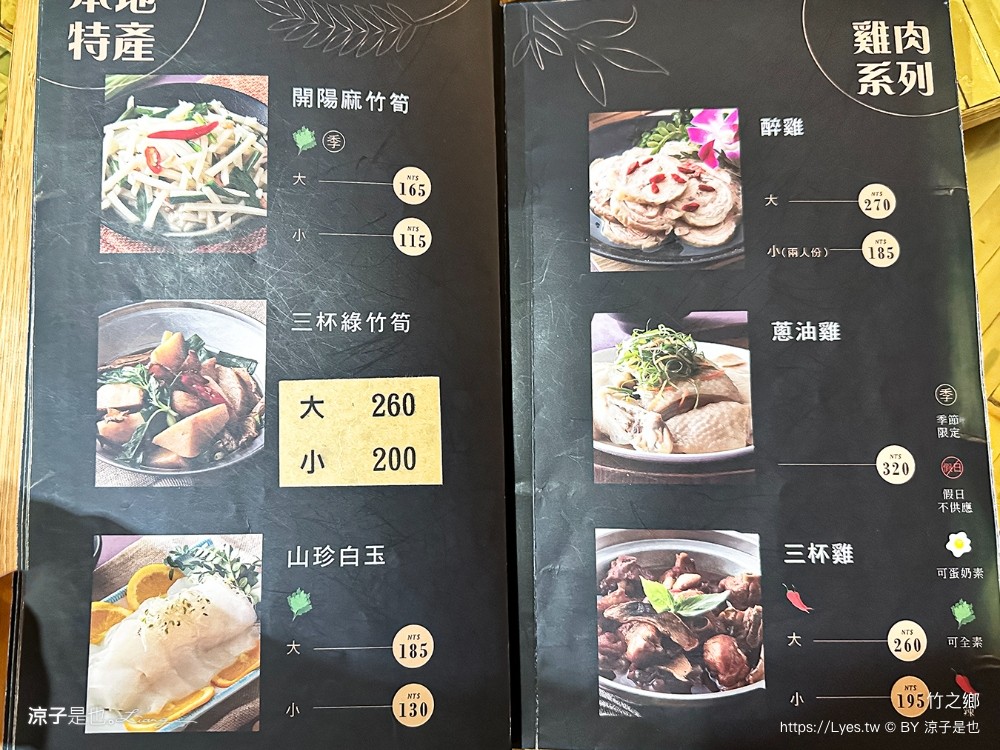 本地
特產
開陽麻竹筍
季
大 NT$ 165
小 NT$ 115
三杯綠竹筍
大 260
小 200
山珍白玉
大 NT$ 185
小 NT$ 130
雞肉
系列
醉雞
大 NT$ 270
小(兩人份) NT$ 185
蔥油雞
NT$ 320
三杯雞
大 NT$ 260
小 NT$ 195
季
季節
限定
假日
假日
不供應
可蛋奶素
可全素
辣
涼子是也。
竹之鄉
https://Lyes.tw © BY 涼子是也